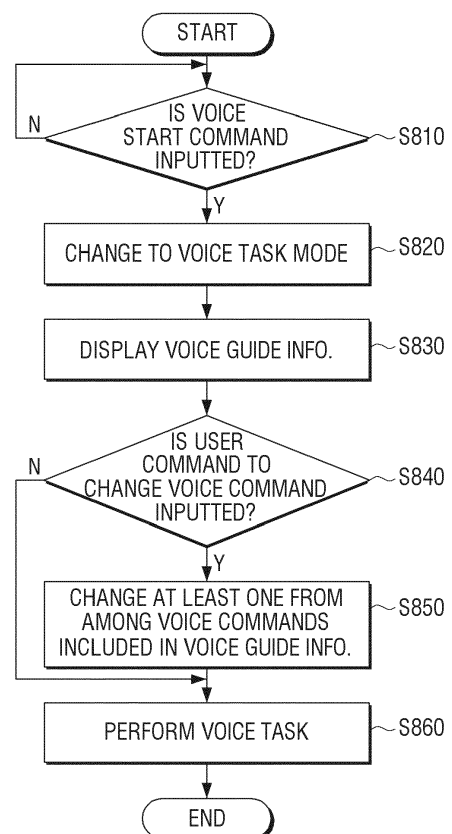 START
IS VOICE
START COMMAND
INPUTTED?
N
S810
Y
CHANGE TO VOICE TASK MODE
S820
DISPLAY VOICE GUIDE INFO.
S830
IS USER
COMMAND TO
CHANGE VOICE COMMAND
INPUTTED?
N
S840
Y
CHANGE AT LEAST ONE FROM
AMONG VOICE COMMANDS
INCLUDED IN VOICE GUIDE INFO.
S850
PERFORM VOICE TASK
S860
END